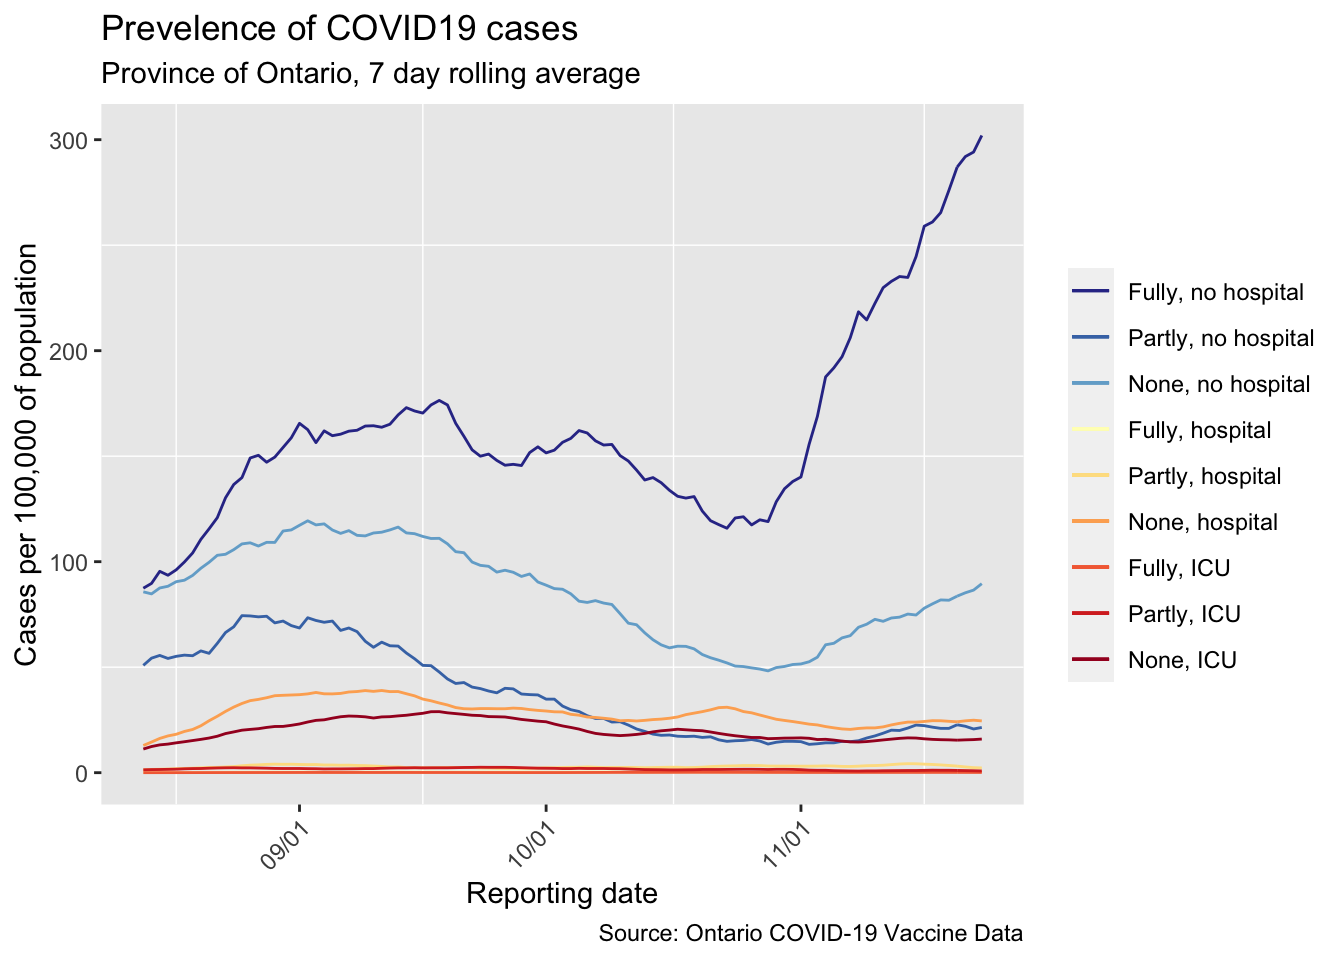 Prevelence of COVID19 cases
Province of Ontario, 7 day rolling average
Cases per 100,000 of population
300
200
100
0
09/01
10/01
11/01
Reporting date
Fully, no hospital
Partly, no hospital
None, no hospital
Fully, hospital
Partly, hospital
None, hospital
Fully, ICU
Partly, ICU
None, ICU
Source: Ontario COVID-19 Vaccine Data